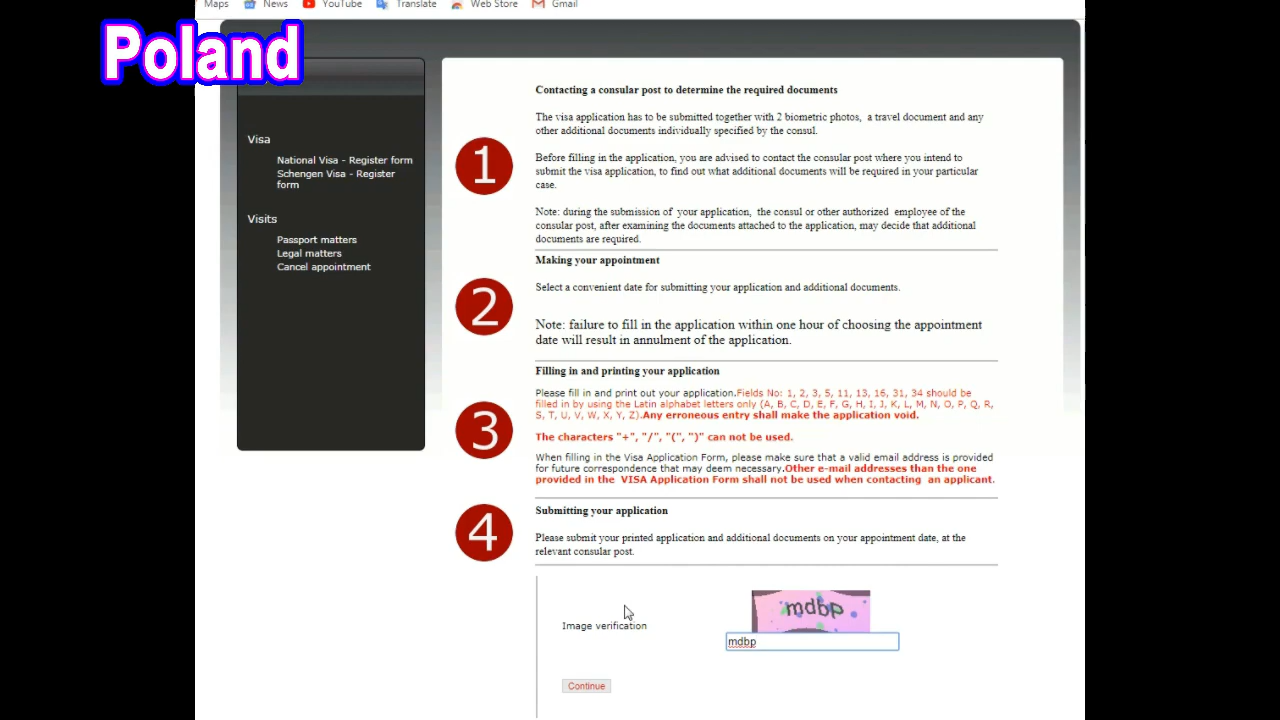 Maps News YouTube Translate Web Store Gmail
Poland
Visa
National Visa - Register form
Schengen Visa - Register
form
Visits
Passport matters
Legal matters
Cancel appointment
1
Contacting a consular post to determine the required documents
The visa application has to be submitted together with 2 biometric photos, a travel document and any
other additional documents individually specified by the consul.
Before filling in the application, you are advised to contact the consular post where you intend to
submit the visa application, to find out what additional documents will be required in your particular
case.
Note: during the submission of your application, the consul or other authorized employee of the
consular post, after examining the documents attached to the application, may decide that additional
documents are required.
2
Making your appointment
Select a convenient date for submitting your application and additional documents.
Note: failure to fill in the application within one hour of choosing the appointment
date will result in annulment of the application.
3
Filling in and printing your application
Please fill in and print out your application.Fields No: 1, 2, 3, 5, 11, 13, 16, 31, 34 should be
filled in by using the Latin alphabet letters only (A, B, C, D, E, F, G, H, I, J, K, L, M, N, O, P, Q, R,
S, T, U, V, W, X, Y, Z).Any erroneous entry shall make the application void.
The characters "+", "/", "(", ")" can not be used.
When filling in the Visa Application Form, please make sure that a valid email address is provided
for future correspondence that may deem necessary.Other e-mail addresses than the one
provided in the VISA Application Form shall not be used when contacting an applicant.
4
Submitting your application
Please submit your printed application and additional documents on your appointment date, at the
relevant consular post.
mdbp
Image verification
mdbp
Continue